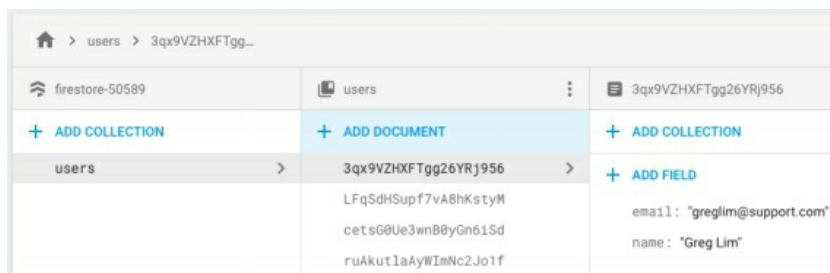 users > 3qx9VZHXFTgg...
firestore-50589
users
3qx9VZHXFTgg26YRj956
+ ADD COLLECTION
+ ADD DOCUMENT
+ ADD COLLECTION
users
3qx9VZHXFTgg26YRj956
LFqSdHSupf7vA8hKstyM
cetsG0Ue3wnB0yGn6iSd
ruAkutlaAyWImNc2Jo1f
+ ADD FIELD
email: "greglim@support.com"
name: "Greg Lim"